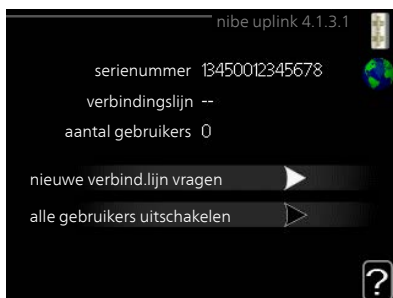 nibe uplink 4.1.3.1
serienummer 13450012345678
verbindingslijn --
aantal gebruikers 0
nieuwe verbind.lijn vragen
alle gebruikers uitschakelen
?